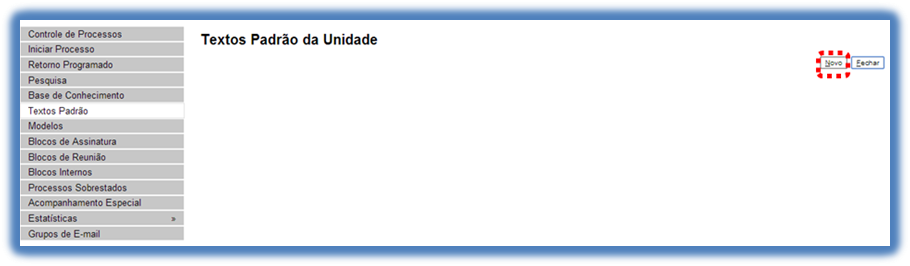 Controle de Processos
Iniciar Processo
Retorno Programado
Pesquisa
Base de Conhecimento
Textos Padrão
Modelos
Blocos de Assinatura
Blocos de Reunião
Blocos Internos
Processos Sobrestados
Acompanhamento Especial
Estatísticas »
Grupos de E-mail
Textos Padrão da Unidade
Novo Fechar